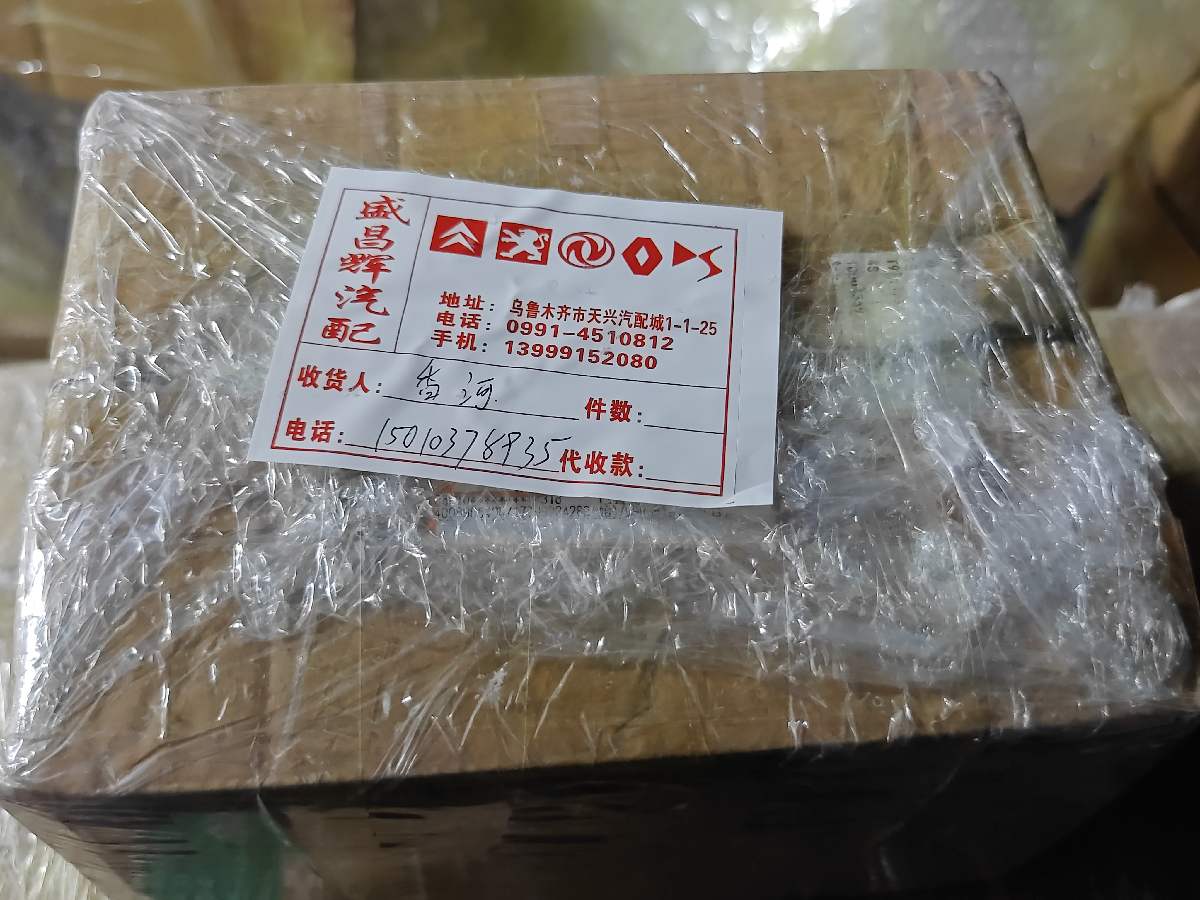 盛昌辉汽配
地址：乌鲁木齐市天兴汽配城1-1-25
电话：0991-4510812
手机：13999152080
收货人：香河
件数：
电话：15010378935
代收款：